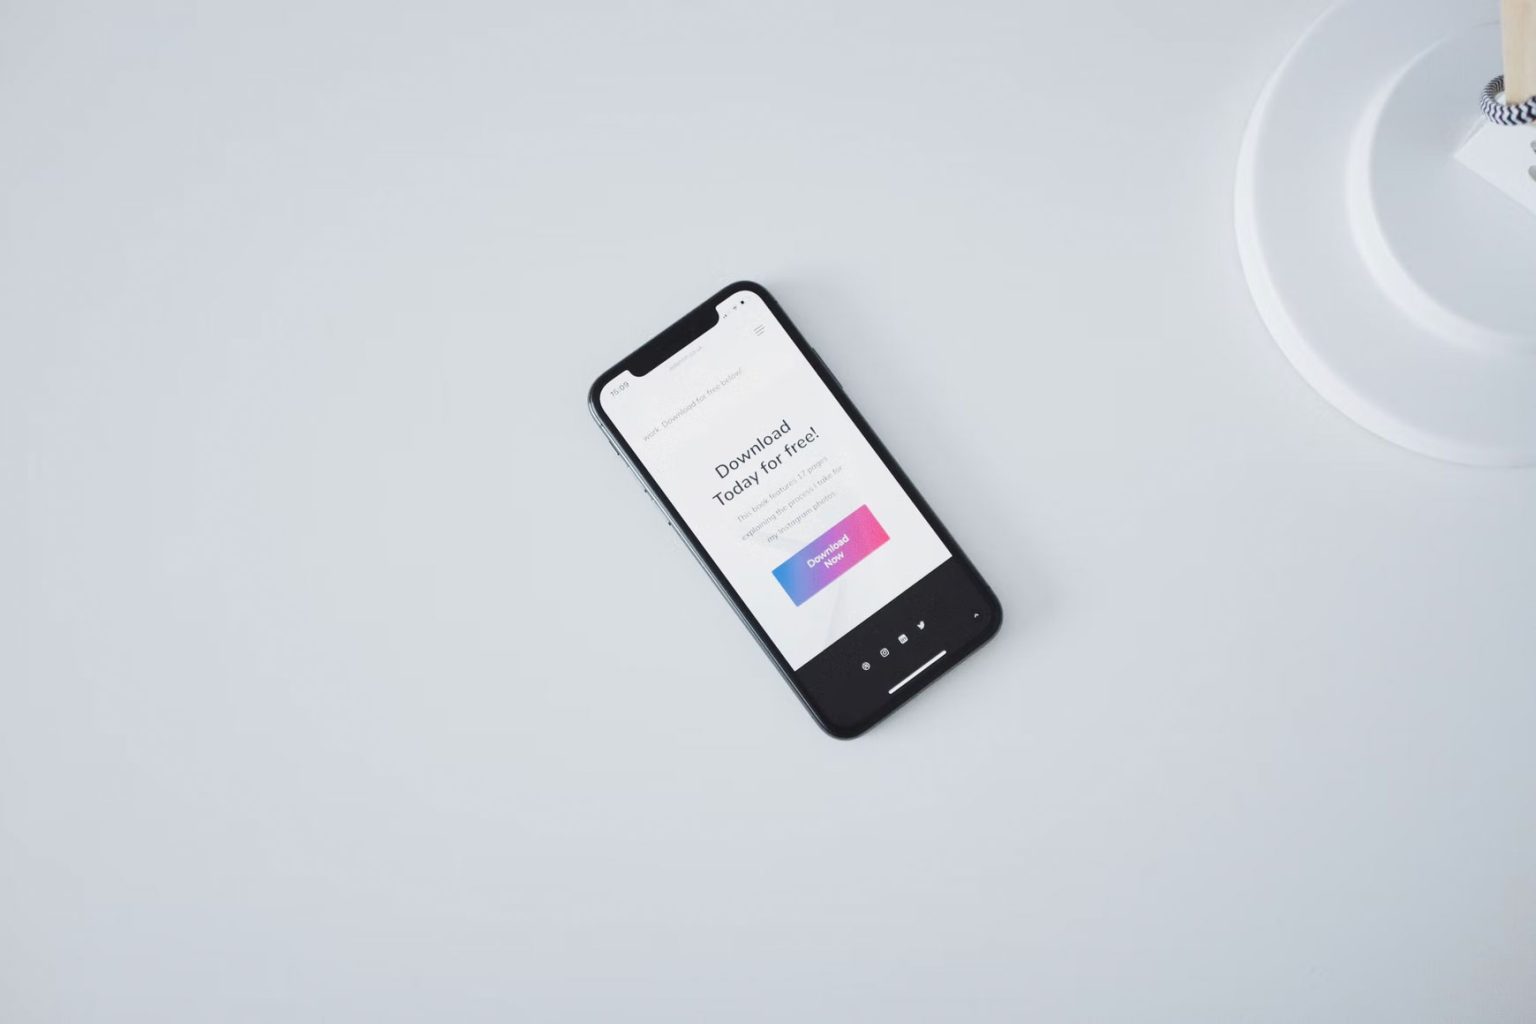 15:09
work. Download for free below!
Download
Today for free!
This book features 17 pages
explaining the process I take for
my Instagram photos.
Download
Now